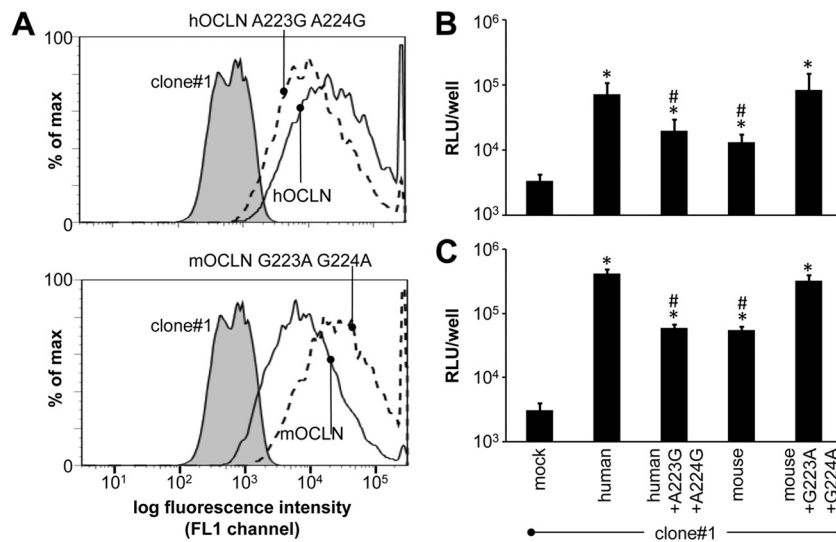 A
hOCLN A223G A224G
100
clone#1
% of max
hOCLN
0
mOCLN G223A G224A
100
clone#1
% of max
mOCLN
0
10¹ 10² 10³ 10⁴ 10⁵
log fluorescence intensity
(FL1 channel)
B
10⁶
10⁵
10⁴
10³
RLU/well
*
#
*
#
*
*
C
10⁶
10⁵
10⁴
10³
RLU/well
*
#
*
#
*
*
mock
human
human
+A223G
+A224G
mouse
mouse
+G223A
+G224A
clone#1